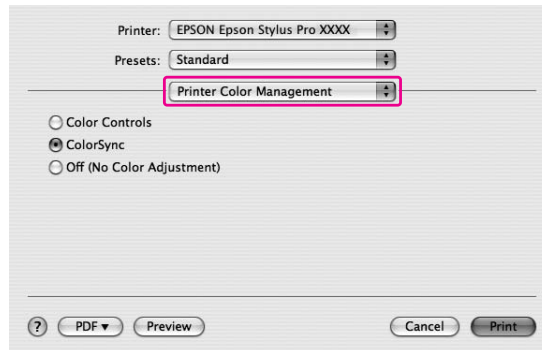 Printer: EPSON Epson Stylus Pro XXXX
Presets: Standard
Printer Color Management
Color Controls
ColorSync
Off (No Color Adjustment)
? PDF▼ Preview Cancel Print